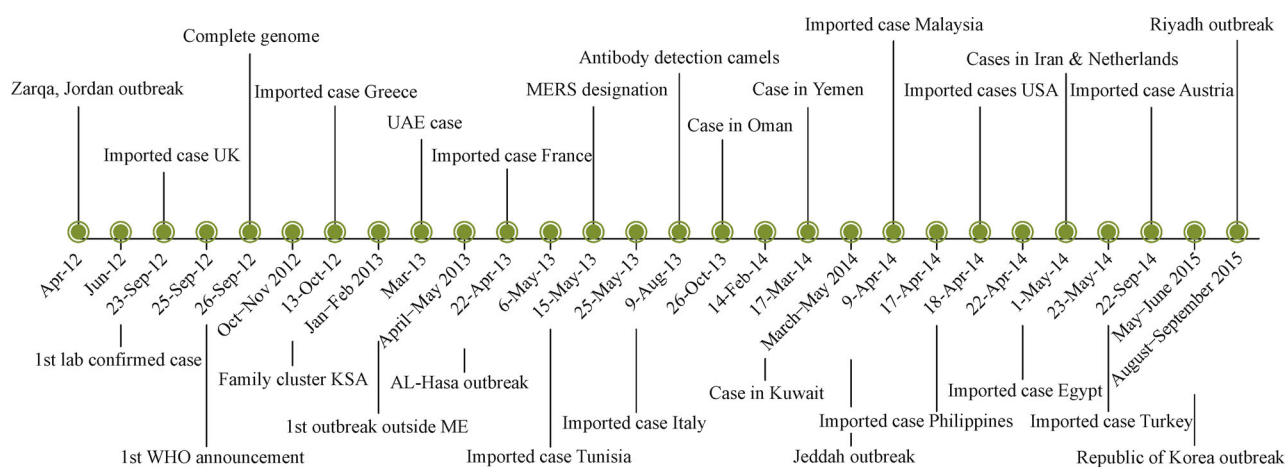 Imported case Malaysia
Riyadh outbreak
Complete genome
Antibody detection camels
Cases in Iran & Netherlands
Zarqa, Jordan outbreak
Imported case Greece
MERS designation
Case in Yemen
Imported cases USA
Imported case Austria
UAE case
Case in Oman
Imported case UK
Imported case France
Apr-12
Jun-12
23-Sep-12
25-Sep-12
26-Sep-12
Oct–Nov 2012
13-Oct-12
Jan–Feb 2013
Mar-13
April–May 2013
22-Apr-13
6-May-13
15-May-13
25-May-13
9-Aug-13
26-Oct-13
14-Feb-14
17-Mar-14
March–May 2014
9-Apr-14
17-Apr-14
18-Apr-14
22-Apr-14
1-May-14
23-May-14
22-Sep-14
May–June 2015
August–September 2015
1st lab confirmed case
Family cluster KSA
AL-Hasa outbreak
Case in Kuwait
Imported case Egypt
1st outbreak outside ME
Imported case Italy
Imported case Philippines
Imported case Turkey
1st WHO announcement
Imported case Tunisia
Jeddah outbreak
Republic of Korea outbreak